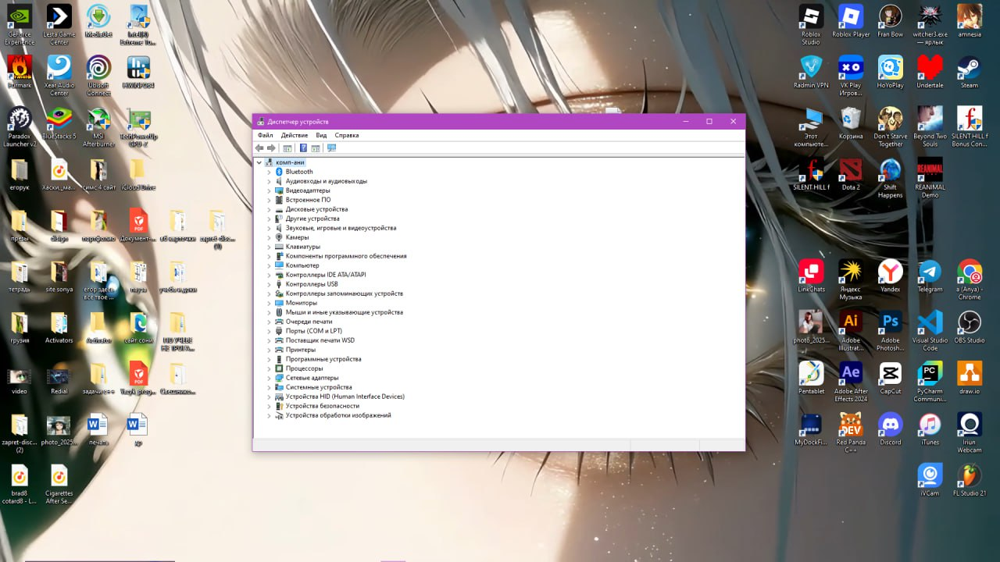 GeForce Experience
Lesta Game Center
MediaGet
Intel(R) Extreme Tu...
Furmark
Xear Audio Center
Ubisoft Connect
HWiNFO64
Paradox Launcher v2
BlueStacks 5
MSI Afterburner
TechPowerUp GPU-Z
егорук
Хаски_ма...
симс 4 сайт
iCloud Drive
презы
disign
портфолио
Документ-...
вб карточки
zapret-disc... (1)
тетрадь
site sonya
егор здесь все твое ...
пауза
грузия
Activators
Activator
сайт сони
ПО УЧЕБЕ НЕ ТРОГА...
video
Redial
задачи с++
Yazyk_prog...
zapret-disc... (2)
photo_2025...
печать
др
brad8 cotard8 - L...
Cigarettes After Se...
Диспетчер устройств
Файл Действие Вид Справка
комп-ани
Bluetooth
Аудиовходы и аудиовыходы
Видеоадаптеры
Встроенное ПО
Дисковые устройства
Другие устройства
Звуковые, игровые и видеоустройства
Камеры
Клавиатуры
Компоненты программного обеспечения
Компьютер
Контроллеры IDE ATA/ATAPI
Контроллеры USB
Контроллеры запоминающих устройств
Мониторы
Мыши и иные указывающие устройства
Очереди печати
Порты (COM и LPT)
Поставщик печати WSD
Принтеры
Программные устройства
Процессоры
Сетевые адаптеры
Системные устройства
Устройства HID (Human Interface Devices)
Устройства безопасности
Устройства обработки изображений
Roblox Studio
Roblox Player
Fran Bow
witcher3.exe — ярлык
amnesia
Radmin VPN
VK Play Игров...
HoYoPlay
Undertale
Steam
Этот компьюте...
Корзина
Don't Starve Together
Beyond Two Souls
SILENT HILL f Bonus Con...
SILENT HILL f
Dota 2
Shift Happens
REANIMAL Demo
LinkChats
Яндекс Музыка
Yandex
Telegram
a (Anya) - Chrome
photo_2025...
Adobe Illustrat...
Adobe Photosh...
Visual Studio Code
OBS Studio
Pentablet
Adobe After Effects 2024
CapCut
PyCharm Communi...
draw.io
MyDockFi...
Red Panda C++
Discord
iTunes
Iriun Webcam
iVCam
FL Studio 21